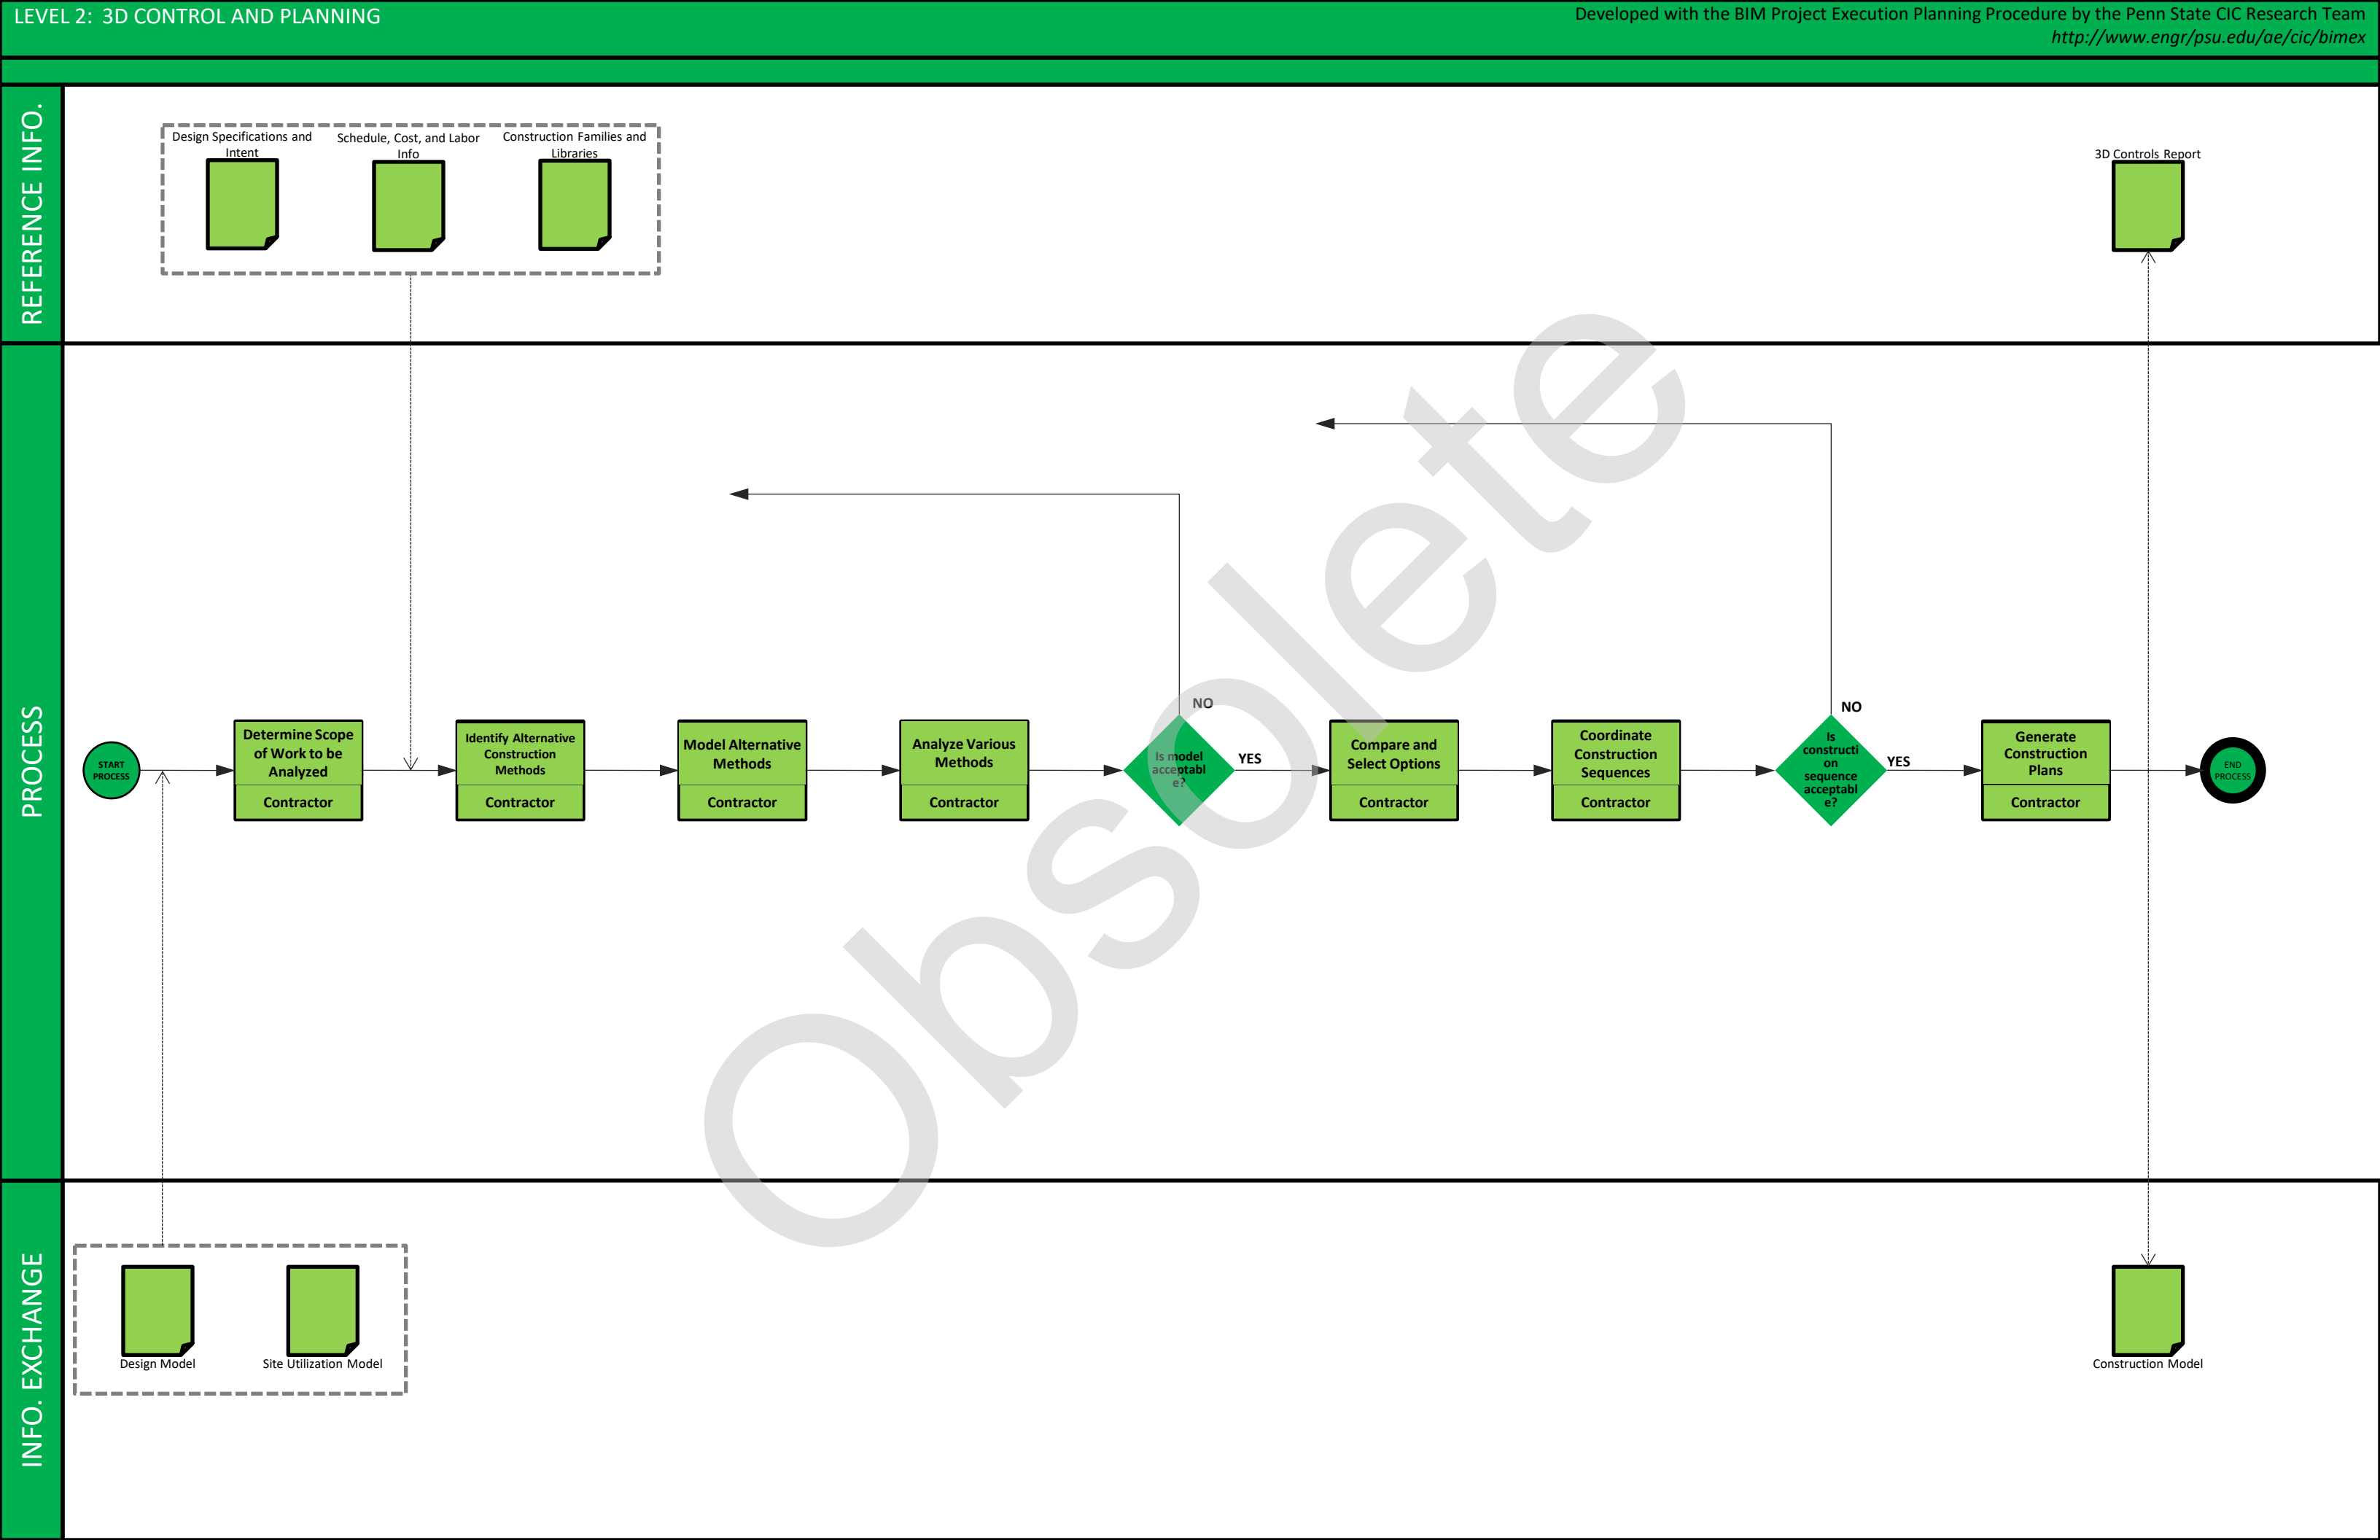 LEVEL 2: 3D CONTROL AND PLANNING
Developed with the BIM Project Execution Planning Procedure by the Penn State CIC Research Team
http://www.engr/psu.edu/ae/cic/bimex
REFERENCE INFO.
Design Specifications and
Intent
Schedule, Cost, and Labor
Info
Construction Families and
Libraries
3D Controls Report
PROCESS
START
PROCESS
Determine Scope
of Work to be
Analyzed
Contractor
Identify Alternative
Construction
Methods
Contractor
Model Alternative
Methods
Contractor
Analyze Various
Methods
Contractor
NO
Is model
acceptabl
e?
YES
Compare and
Select Options
Contractor
Coordinate
Construction
Sequences
Contractor
NO
Is
constructi
on
sequence
acceptabl
e?
YES
Generate
Construction
Plans
Contractor
END
PROCESS
Obsolete
INFO. EXCHANGE
Design Model
Site Utilization Model
Construction Model